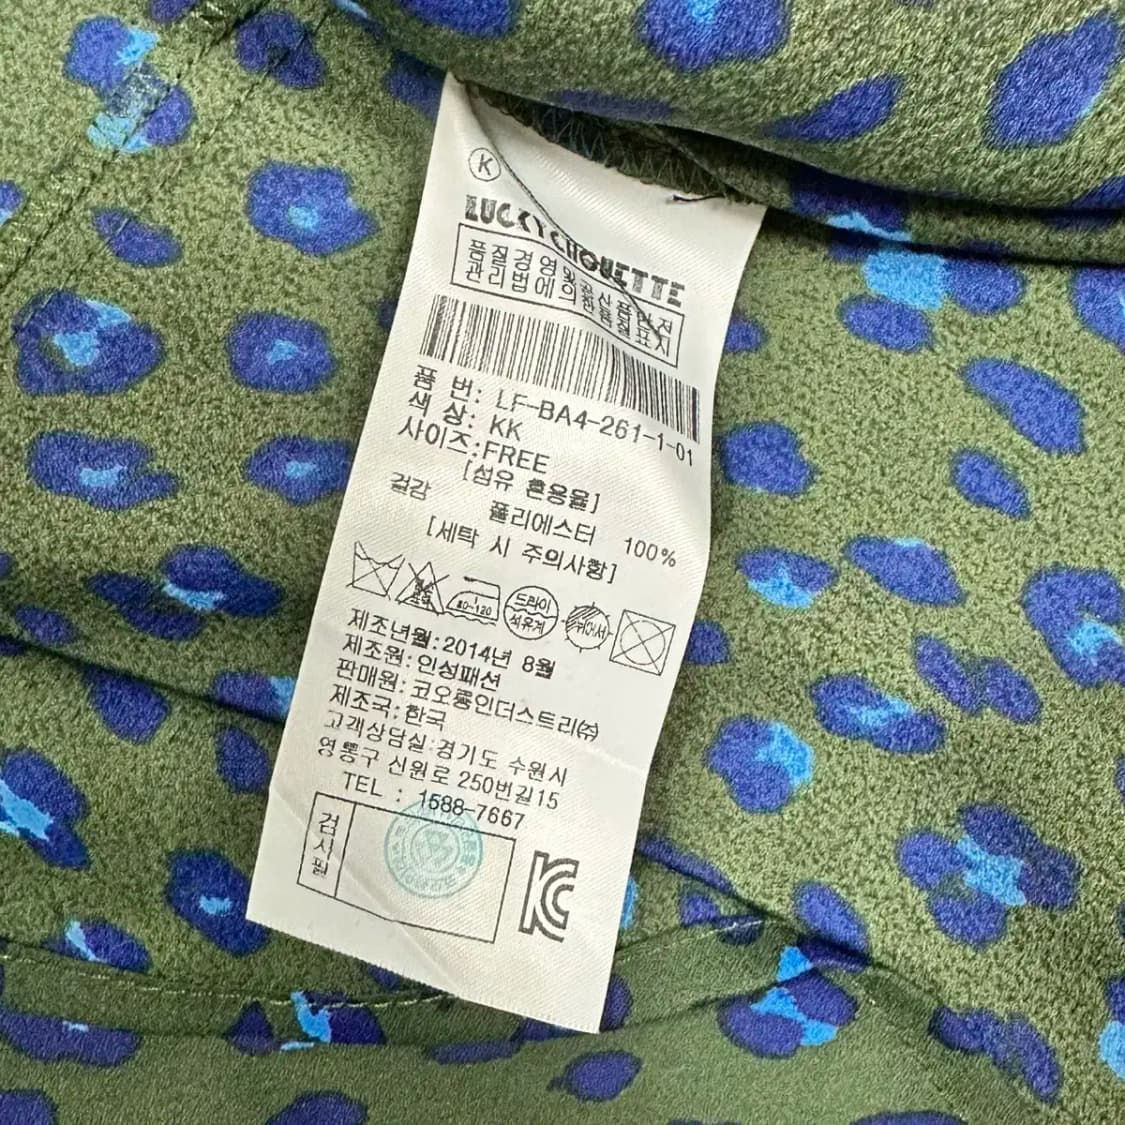 K
LUCKY CHOUETTE
품질경영및공산품안전
관리법에의한품질표시
품 번: LF-BA4-261-1-01
색 상: KK
사이즈:FREE
[섬유 혼용율]
겉감 폴리에스터 100%
[세탁 시 주의사항]
80-120 드라이 석유계 뉘어서
제조년월:2014년 8월
제조원:인성패션
판매원:코오롱인더스트리㈜
제조국:한국
고객상담실:경기도 수원시
영통구 신원로 250번길15
TEL : 1588-7667
검사필
KC